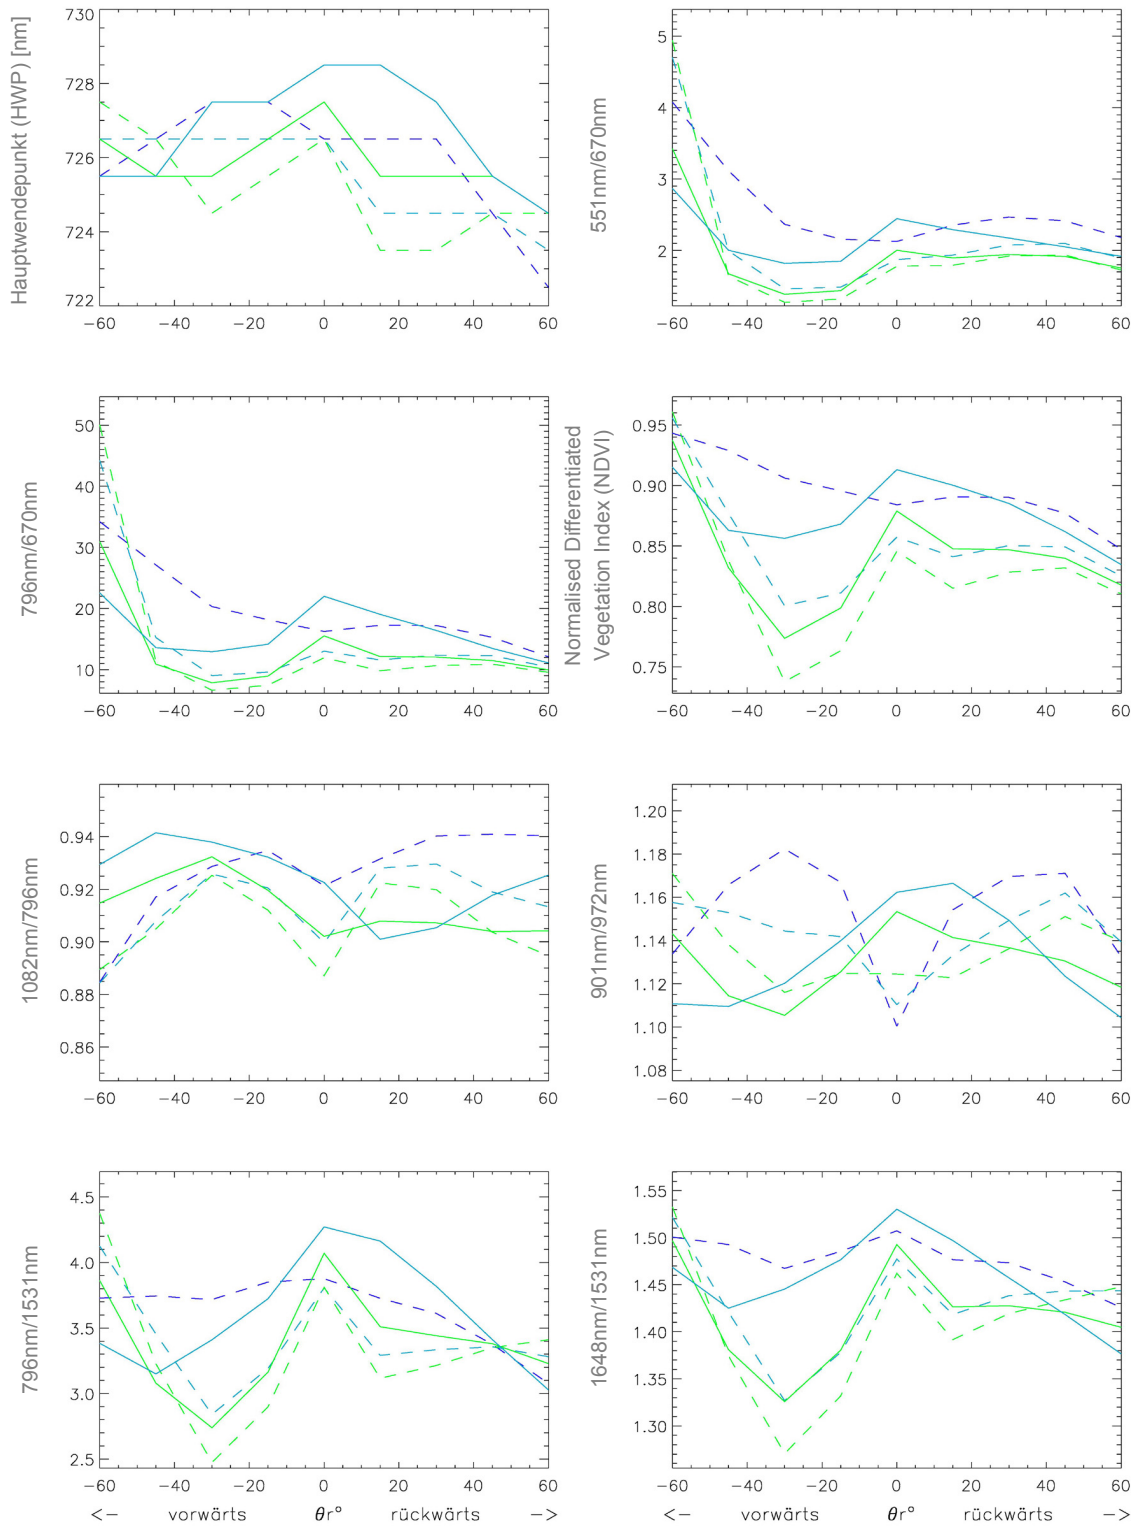 Hauptwendepunkt (HWP) [nm]
730
728
726
724
722
−60 −40 −20 0 20 40 60
551nm/670nm
5
4
3
2
−60 −40 −20 0 20 40 60
796nm/670nm
50
40
30
20
10
−60 −40 −20 0 20 40 60
Normalised Differentiated
Vegetation Index (NDVI)
0.95
0.90
0.85
0.80
0.75
−60 −40 −20 0 20 40 60
1082nm/796nm
0.94
0.92
0.90
0.88
0.86
−60 −40 −20 0 20 40 60
901nm/972nm
1.20
1.18
1.16
1.14
1.12
1.10
1.08
−60 −40 −20 0 20 40 60
796nm/1531nm
4.5
4.0
3.5
3.0
2.5
−60 −40 −20 0 20 40 60
<− vorwärts θr° rückwärts −>
1648nm/1531nm
1.55
1.50
1.45
1.40
1.35
1.30
−60 −40 −20 0 20 40 60
<− vorwärts θr° rückwärts −>